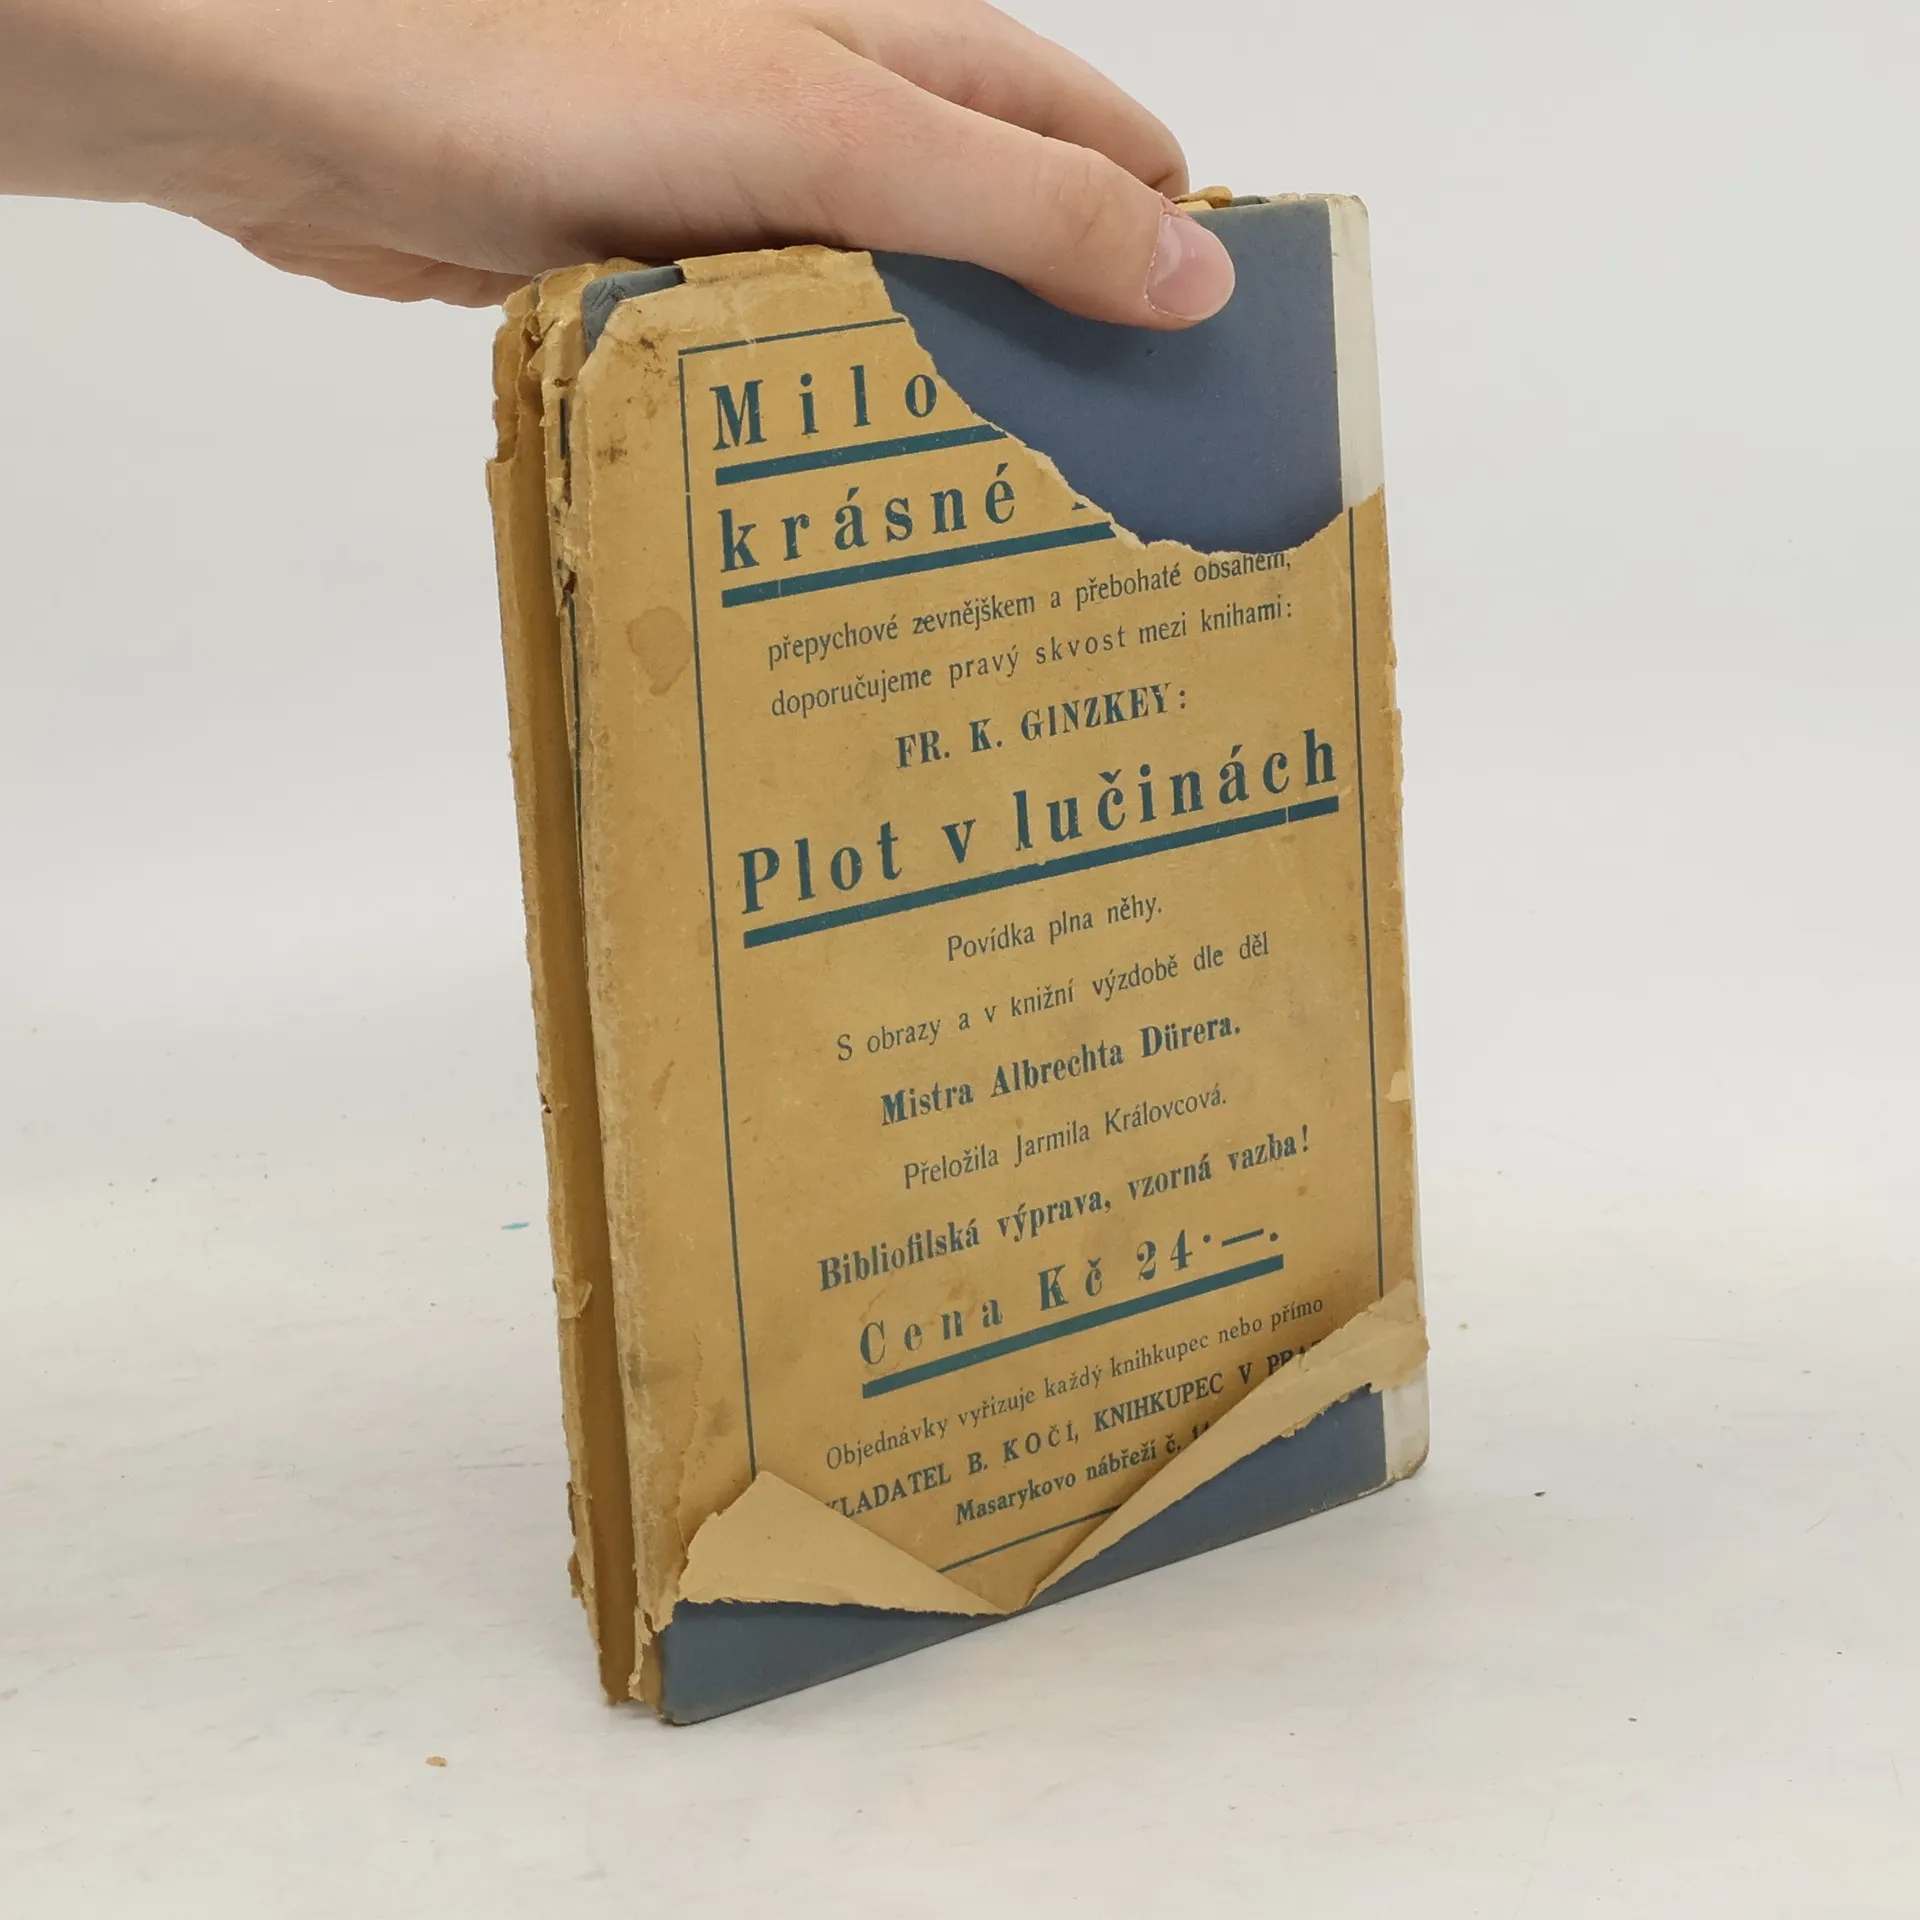 Milo
krásné
přepychové zevnějškem a přebohaté obsahem,
doporučujeme pravý skvost mezi knihami:
FR. K. GINZKEY:
Plot v lučinách
Povídka plna něhy.
S obrazy a v knižní výzdobě dle děl
Mistra Albrechta Dürera.
Přeložila Jarmila Královcová.
Bibliofilská výprava, vzorná vazba!
Cena Kč 24·—.
Objednávky vyřizuje každý knihkupec nebo přímo
KLADATEL B. KOČÍ, KNIHKUPEC V
Masarykovo nábřeží č.